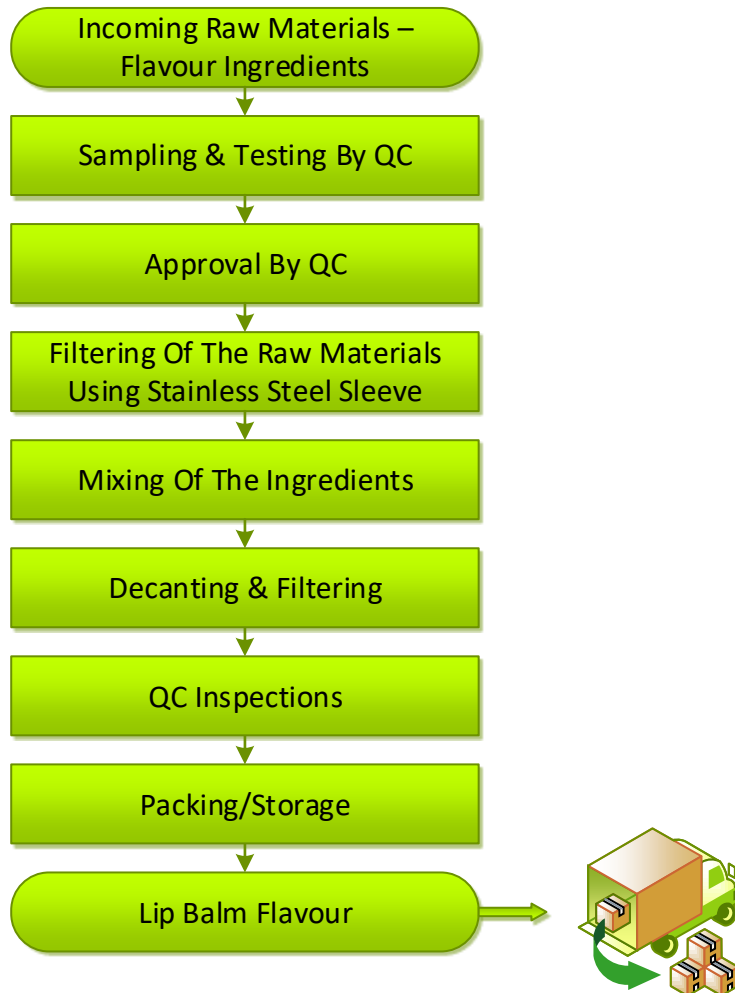 Incoming Raw Materials –
Flavour Ingredients
Sampling & Testing By QC
Approval By QC
Filtering Of The Raw Materials
Using Stainless Steel Sleeve
Mixing Of The Ingredients
Decanting & Filtering
QC Inspections
Packing/Storage
Lip Balm Flavour